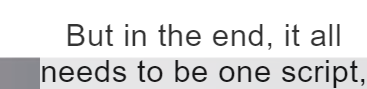 But in the end, it all
needs to be one script,